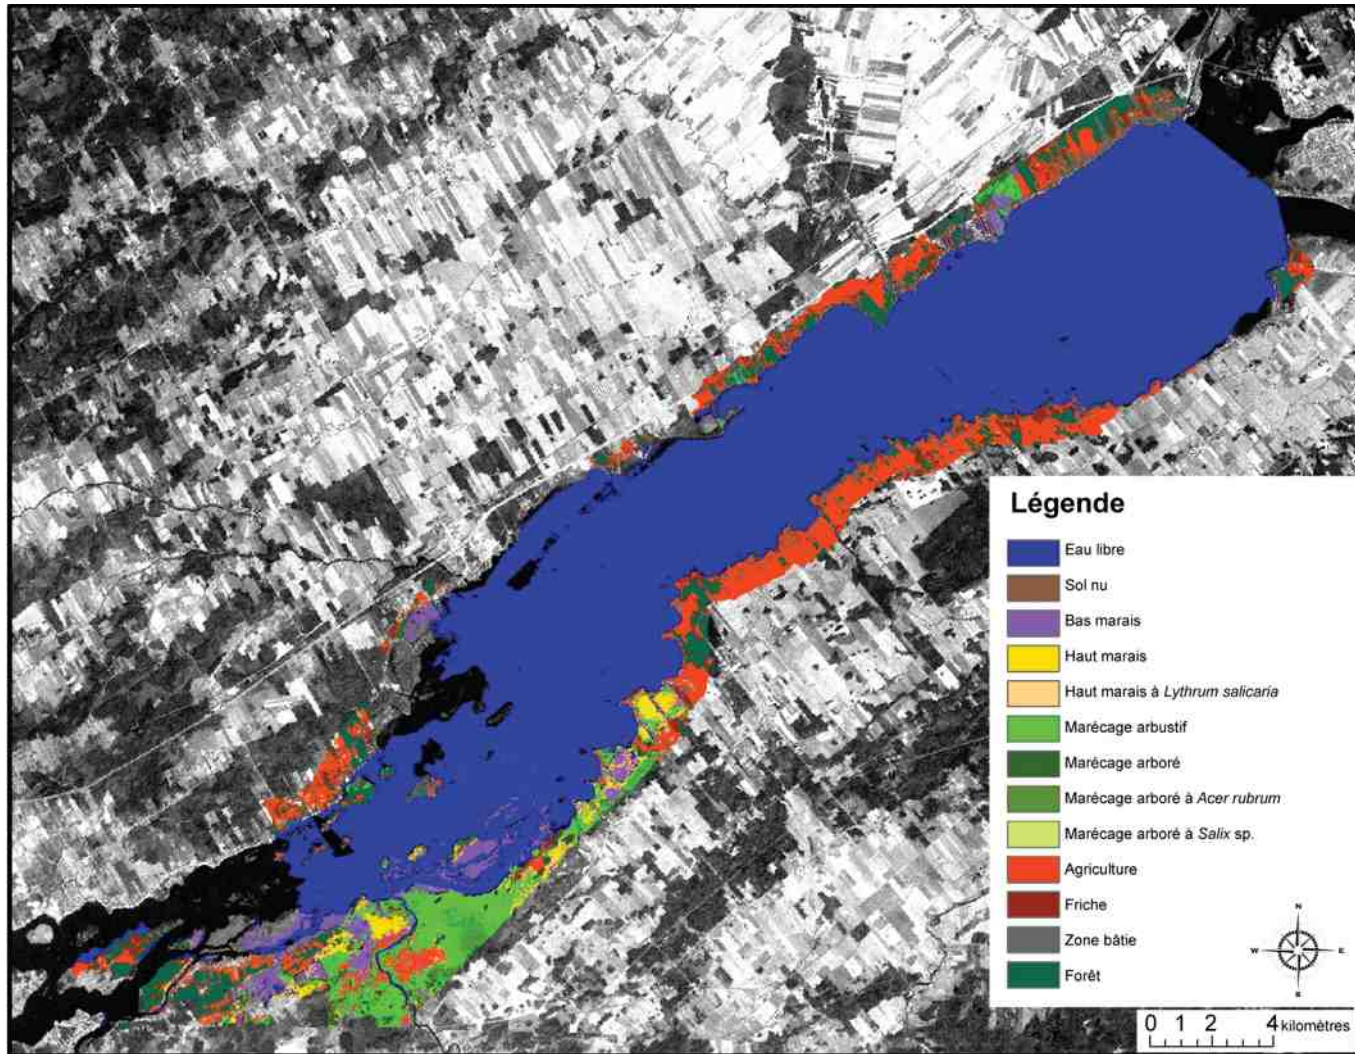 Légende
Eau libre
Sol nu
Bas marais
Haut marais
Haut marais à Lythrum salicaria
Marécage arbustif
Marécage arboré
Marécage arboré à Acer rubrum
Marécage arboré à Salix sp.
Agriculture
Friche
Zone bâtie
Forêt
N
W E
S
0 1 2 4 kilomètres